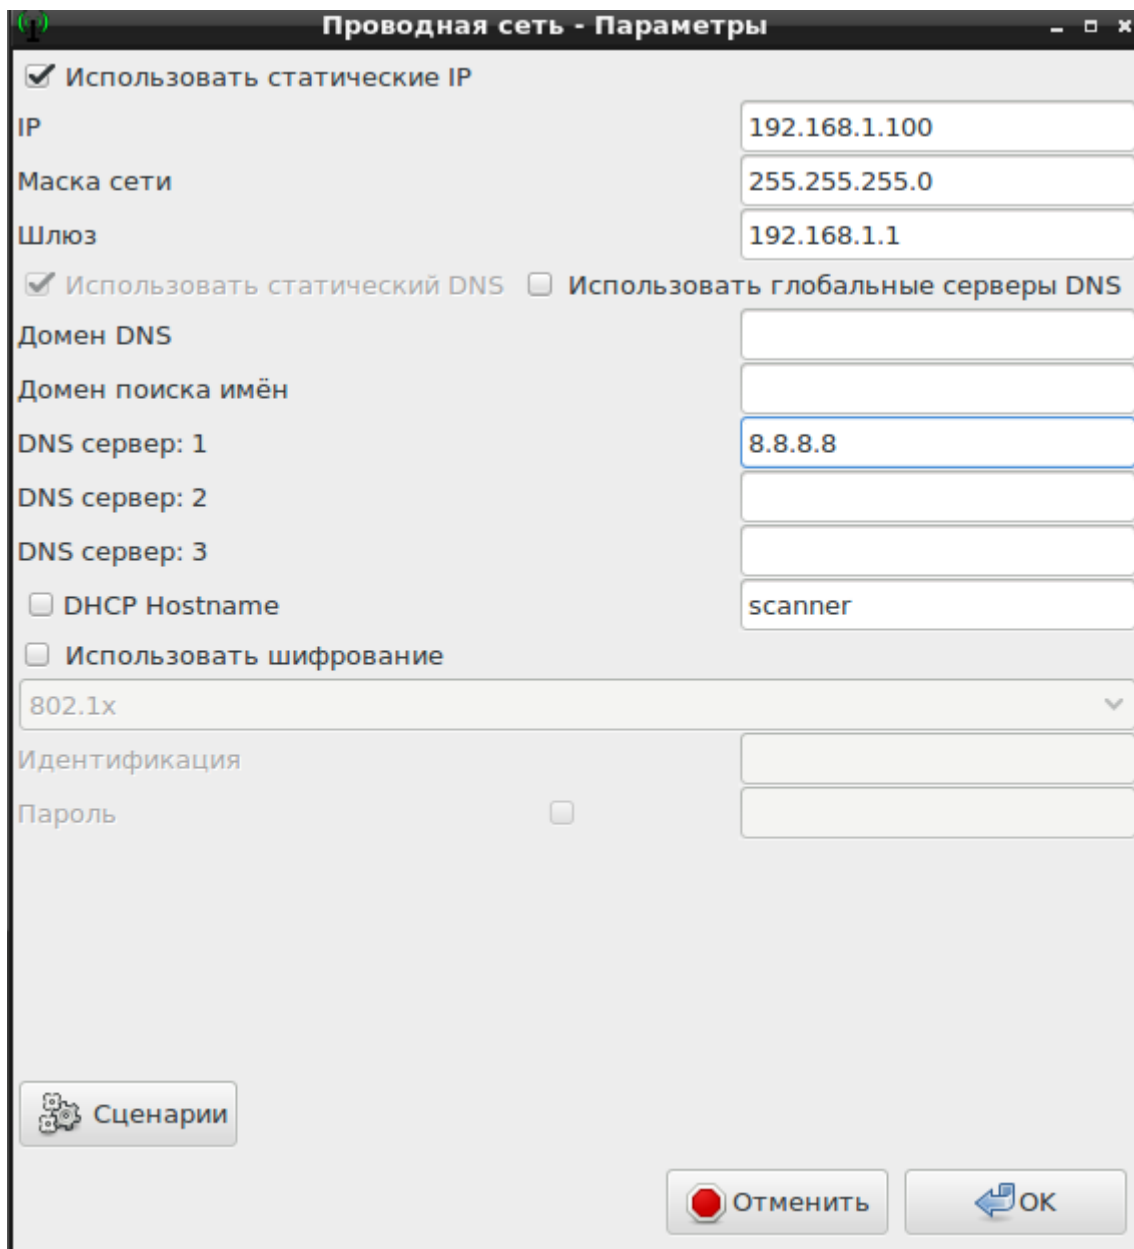 Проводная сеть - Параметры
Использовать статические IP
IP 192.168.1.100
Маска сети 255.255.255.0
Шлюз 192.168.1.1
Использовать статический DNS Использовать глобальные серверы DNS
Домен DNS
Домен поиска имён
DNS сервер: 1 8.8.8.8
DNS сервер: 2
DNS сервер: 3
DHCP Hostname scanner
Использовать шифрование
802.1x
Идентификация
Пароль
Сценарии
Отменить OK